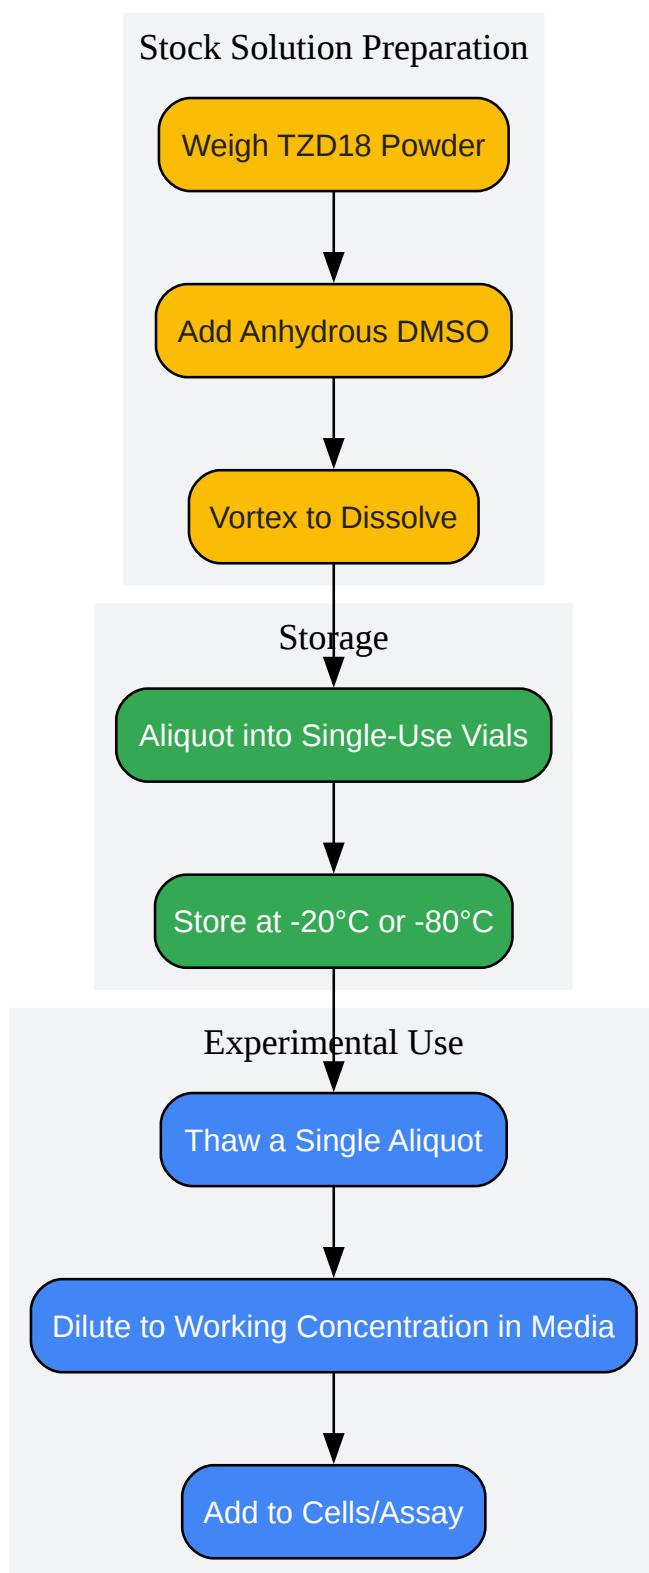 Stock Solution Preparation
Weigh TZD18 Powder
Add Anhydrous DMSO
Vortex to Dissolve
Storage
Aliquot into Single-Use Vials
Store at -20°C or -80°C
Experimental Use
Thaw a Single Aliquot
Dilute to Working Concentration in Media
Add to Cells/Assay